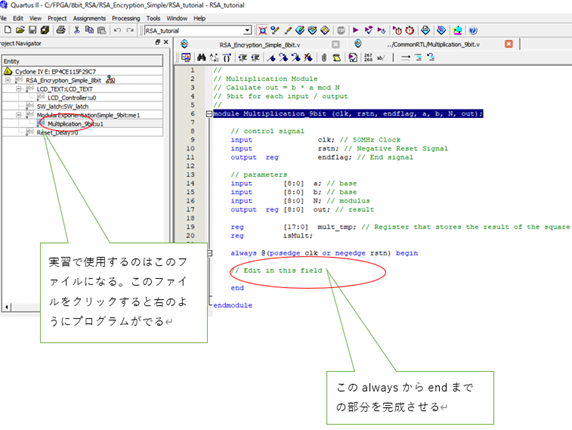 Quartus II - C:/FPGA/8bit_RSA/RSA_Encryption_Simple/RSA_tutorial - RSA_tutorial
File Edit View Project Assignments Processing Tools Window Help
RSA_tutorial
Project Navigator
RSA_Encryption_Simple_8bit.v
../CommonRTL/Multiplication_9bit.v
Entity
Cyclone IV E: EP4CE115F29C7
RSA_Encryption_Simple_8bit
LCD_TEXT:LCD_TEXT
LCD_Controller:u0
SW_latch:SW_latch
ModularExponentiationSimple_9bit:me1
Multiplication_9bit:u1
Reset_Delay:r0
1 //
2 // Multiplication Module
3 // Calulate out = b * a mod N
4 // 9bit for each input / output
5 //
6 module Multiplication_9bit (clk, rstn, endflag, a, b, N, out);
7
8 // control signal
9 input clk; // 50MHz Clock
10 input rstn; // Negative Reset Signal
11 output reg endflag; // End signal
12
13 // parameters
14 input [8:0] a; // base
15 input [8:0] b; // base
16 input [8:0] N; // modulus
17 output reg [8:0] out; // result
18
19 reg [17:0] mult_tmp; // Register that stores the result of the square
20 reg isMult;
always @(posedge clk or negedge rstn) begin
// Edit in this field
end
endmodule
実習で使用するのはこのフ
ァイルになる。このファイ
ルをクリックすると右のよ
うにプログラムがでる↵
この always から end まで
の部分を完成させる↵